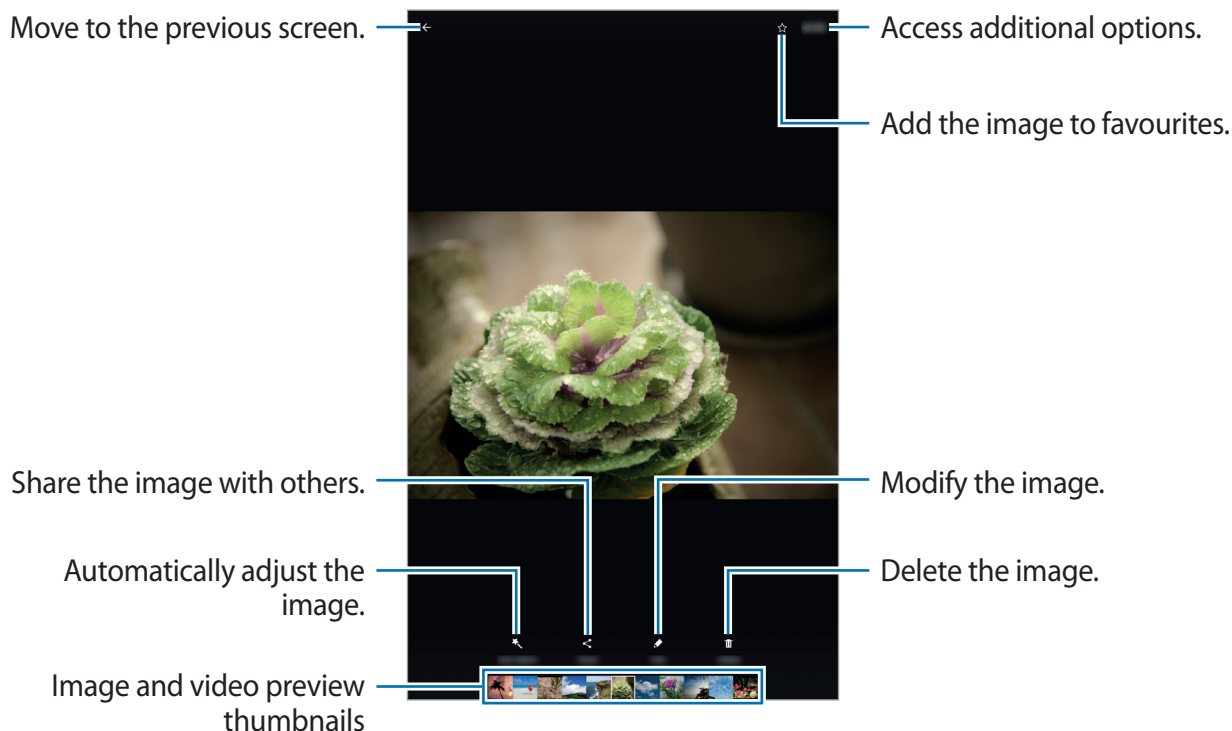 Move to the previous screen.
Access additional options.
Add the image to favourites.
Share the image with others.
Modify the image.
Automatically adjust the
image.
Delete the image.
Image and video preview
thumbnails